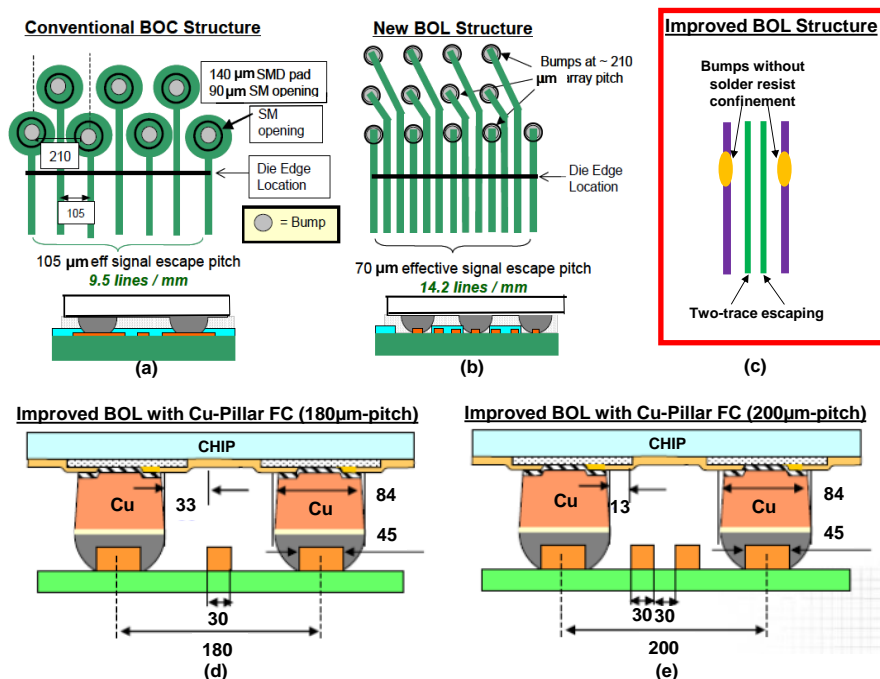 Conventional BOC Structure
140 µm SMD pad
90µm SM opening
SM
opening
210
Die Edge
Location
105
= Bump
105 µm eff signal escape pitch
9.5 lines / mm
(a)
New BOL Structure
Bumps at ~ 210
µm array pitch
Die Edge
Location
70 µm effective signal escape pitch
14.2 lines / mm
(b)
Improved BOL Structure
Bumps without
solder resist
confinement
Two-trace escaping
(c)
Improved BOL with Cu-Pillar FC (180µm-pitch)
CHIP
Cu
33
Cu
84
45
30
180
(d)
Improved BOL with Cu-Pillar FC (200µm-pitch)
CHIP
Cu
13
Cu
84
45
30
30
200
(e)